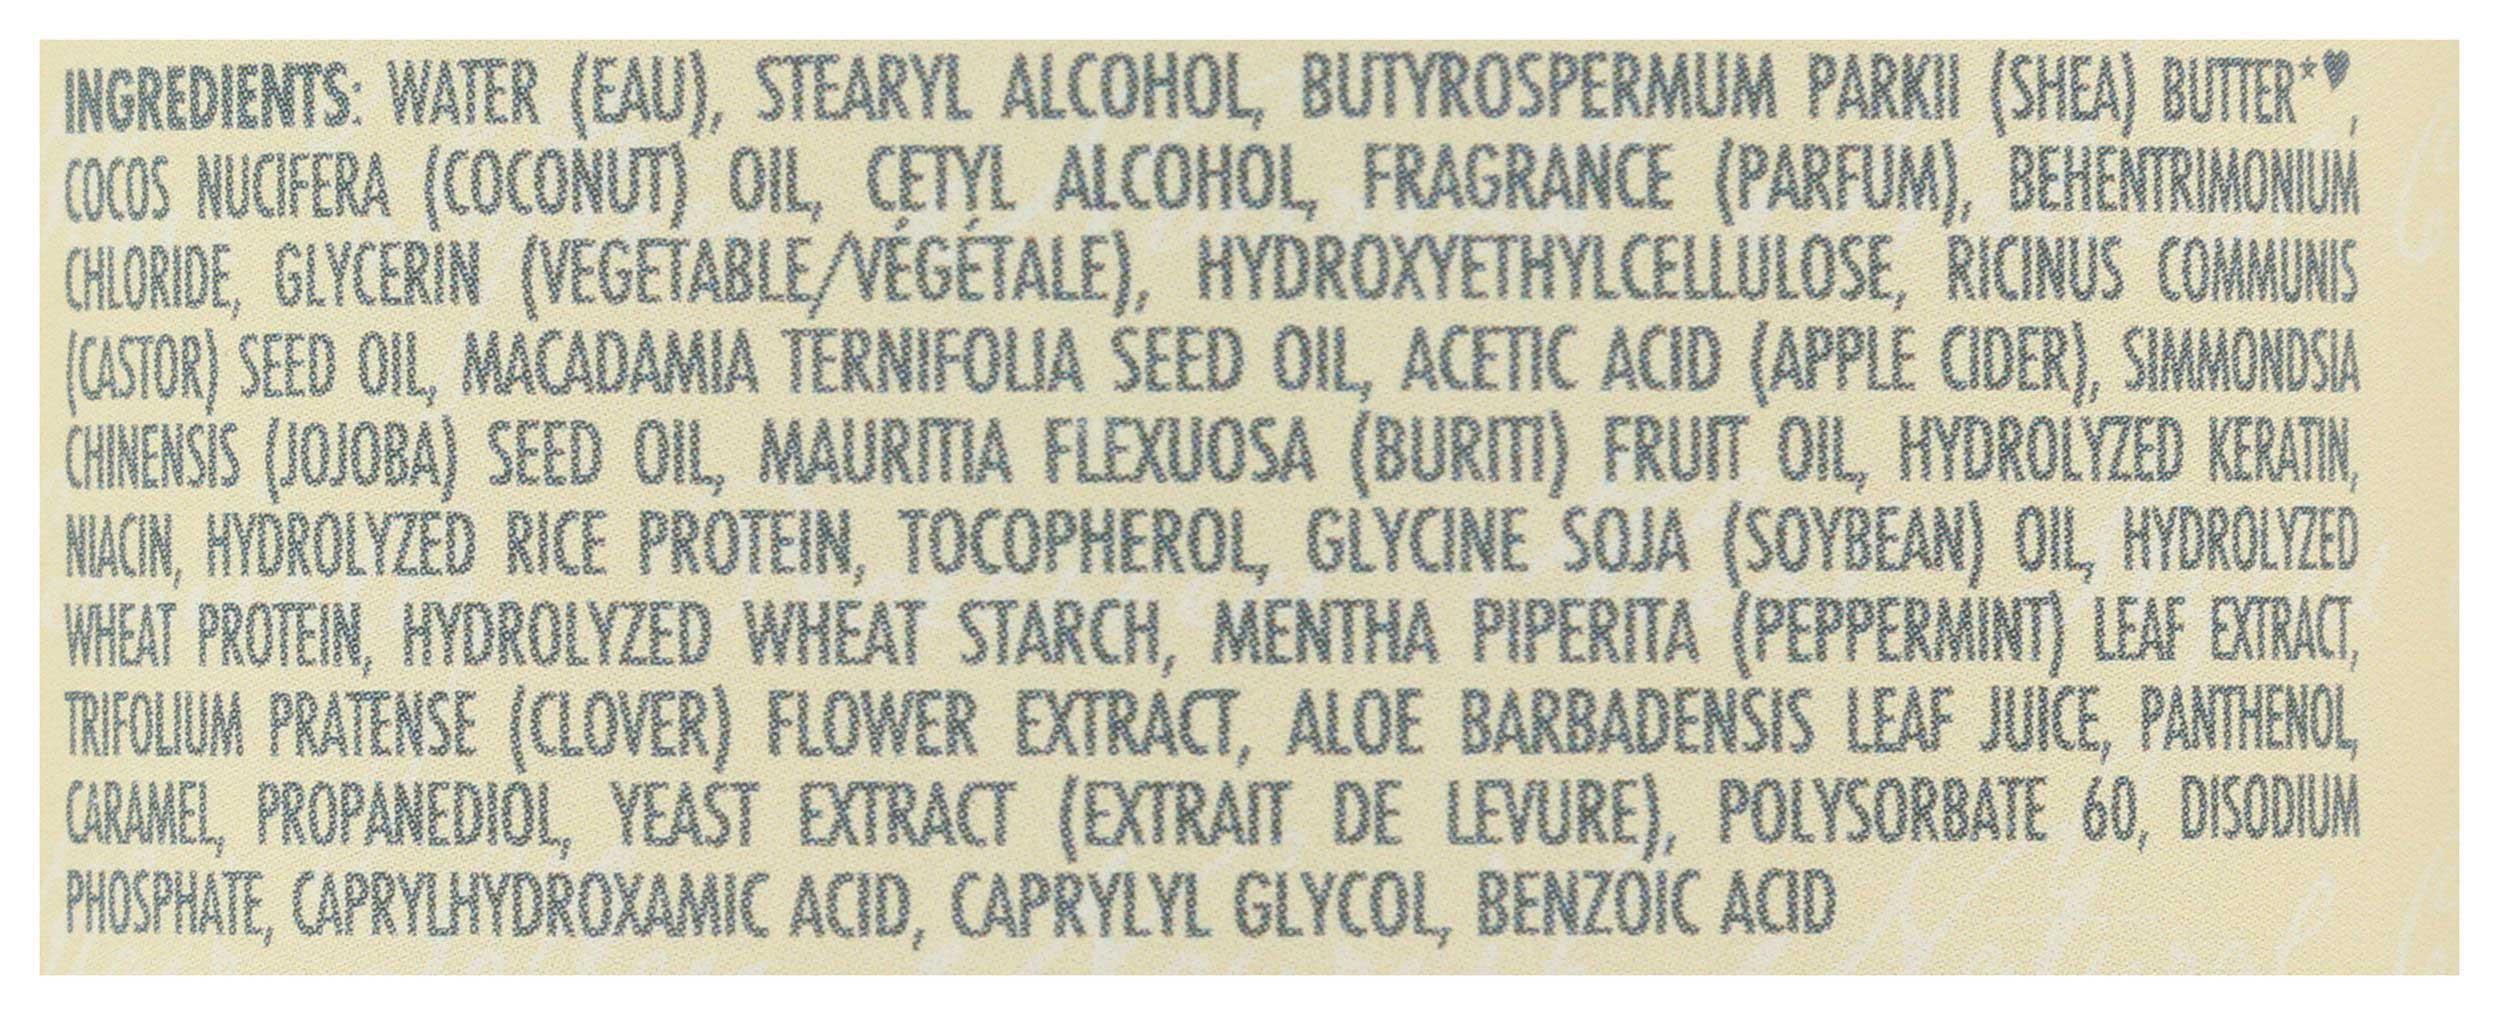 INGREDIENTS: WATER (EAU), STEARYL ALCOHOL, BUTYROSPERMUM PARKII (SHEA) BUTTER*♥,
COCOS NUCIFERA (COCONUT) OIL, CETYL ALCOHOL, FRAGRANCE (PARFUM), BEHENTRIMONIUM
CHLORIDE, GLYCERIN (VEGETABLE/VÉGÉTALE), HYDROXYETHYLCELLULOSE, RICINUS COMMUNIS
(CASTOR) SEED OIL, MACADAMIA TERNIFOLIA SEED OIL, ACETIC ACID (APPLE CIDER), SIMMONDSIA
CHINENSIS (JOJOBA) SEED OIL, MAURITIA FLEXUOSA (BURITI) FRUIT OIL, HYDROLYZED KERATIN,
NIACIN, HYDROLYZED RICE PROTEIN, TOCOPHEROL, GLYCINE SOJA (SOYBEAN) OIL, HYDROLYZED
WHEAT PROTEIN, HYDROLYZED WHEAT STARCH, MENTHA PIPERITA (PEPPERMINT) LEAF EXTRACT,
TRIFOLIUM PRATENSE (CLOVER) FLOWER EXTRACT, ALOE BARBADENSIS LEAF JUICE, PANTHENOL,
CARAMEL, PROPANEDIOL, YEAST EXTRACT (EXTRAIT DE LEVURE), POLYSORBATE 60, DISODIUM
PHOSPHATE, CAPRYLHYDROXAMIC ACID, CAPRYLYL GLYCOL, BENZOIC ACID